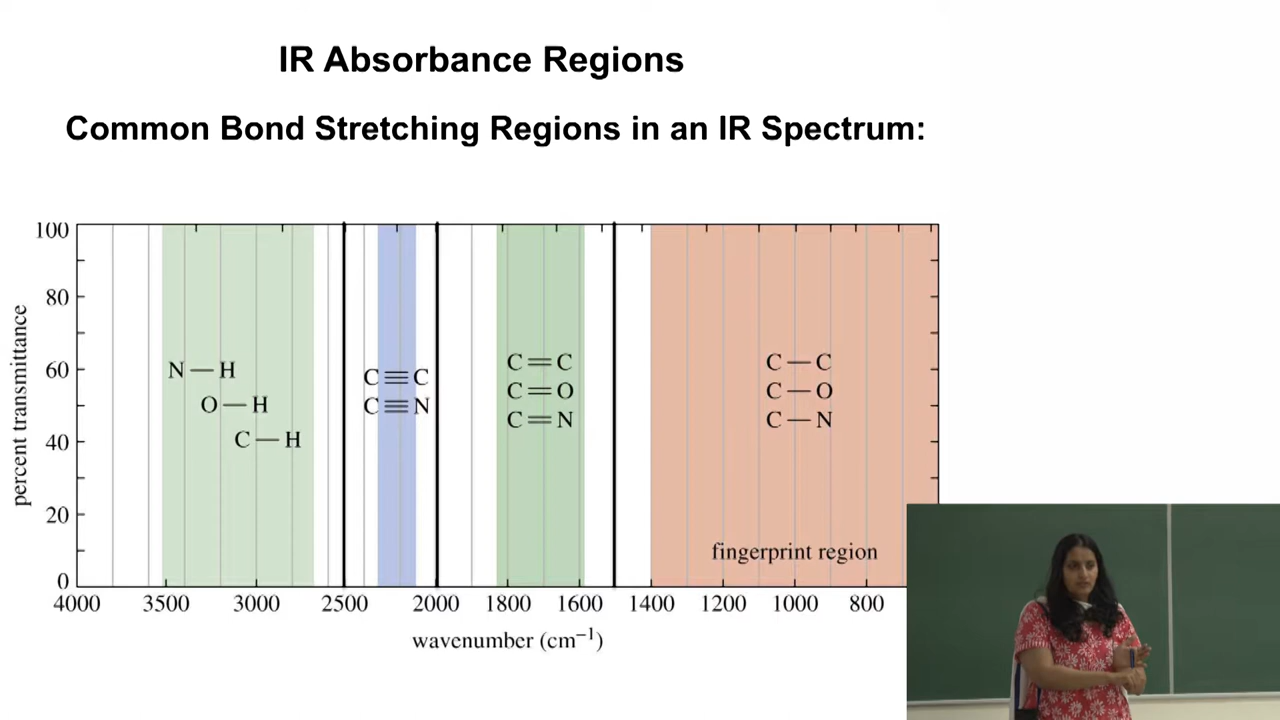 IR Absorbance Regions
Common Bond Stretching Regions in an IR Spectrum:
100
80
60
40
20
0
percent transmittance
N — H
O — H
C — H
C ≡ C
C ≡ N
C = C
C = O
C = N
C — C
C — O
C — N
fingerprint region
4000 3500 3000 2500 2000 1800 1600 1400 1200 1000 800
wavenumber (cm⁻¹)